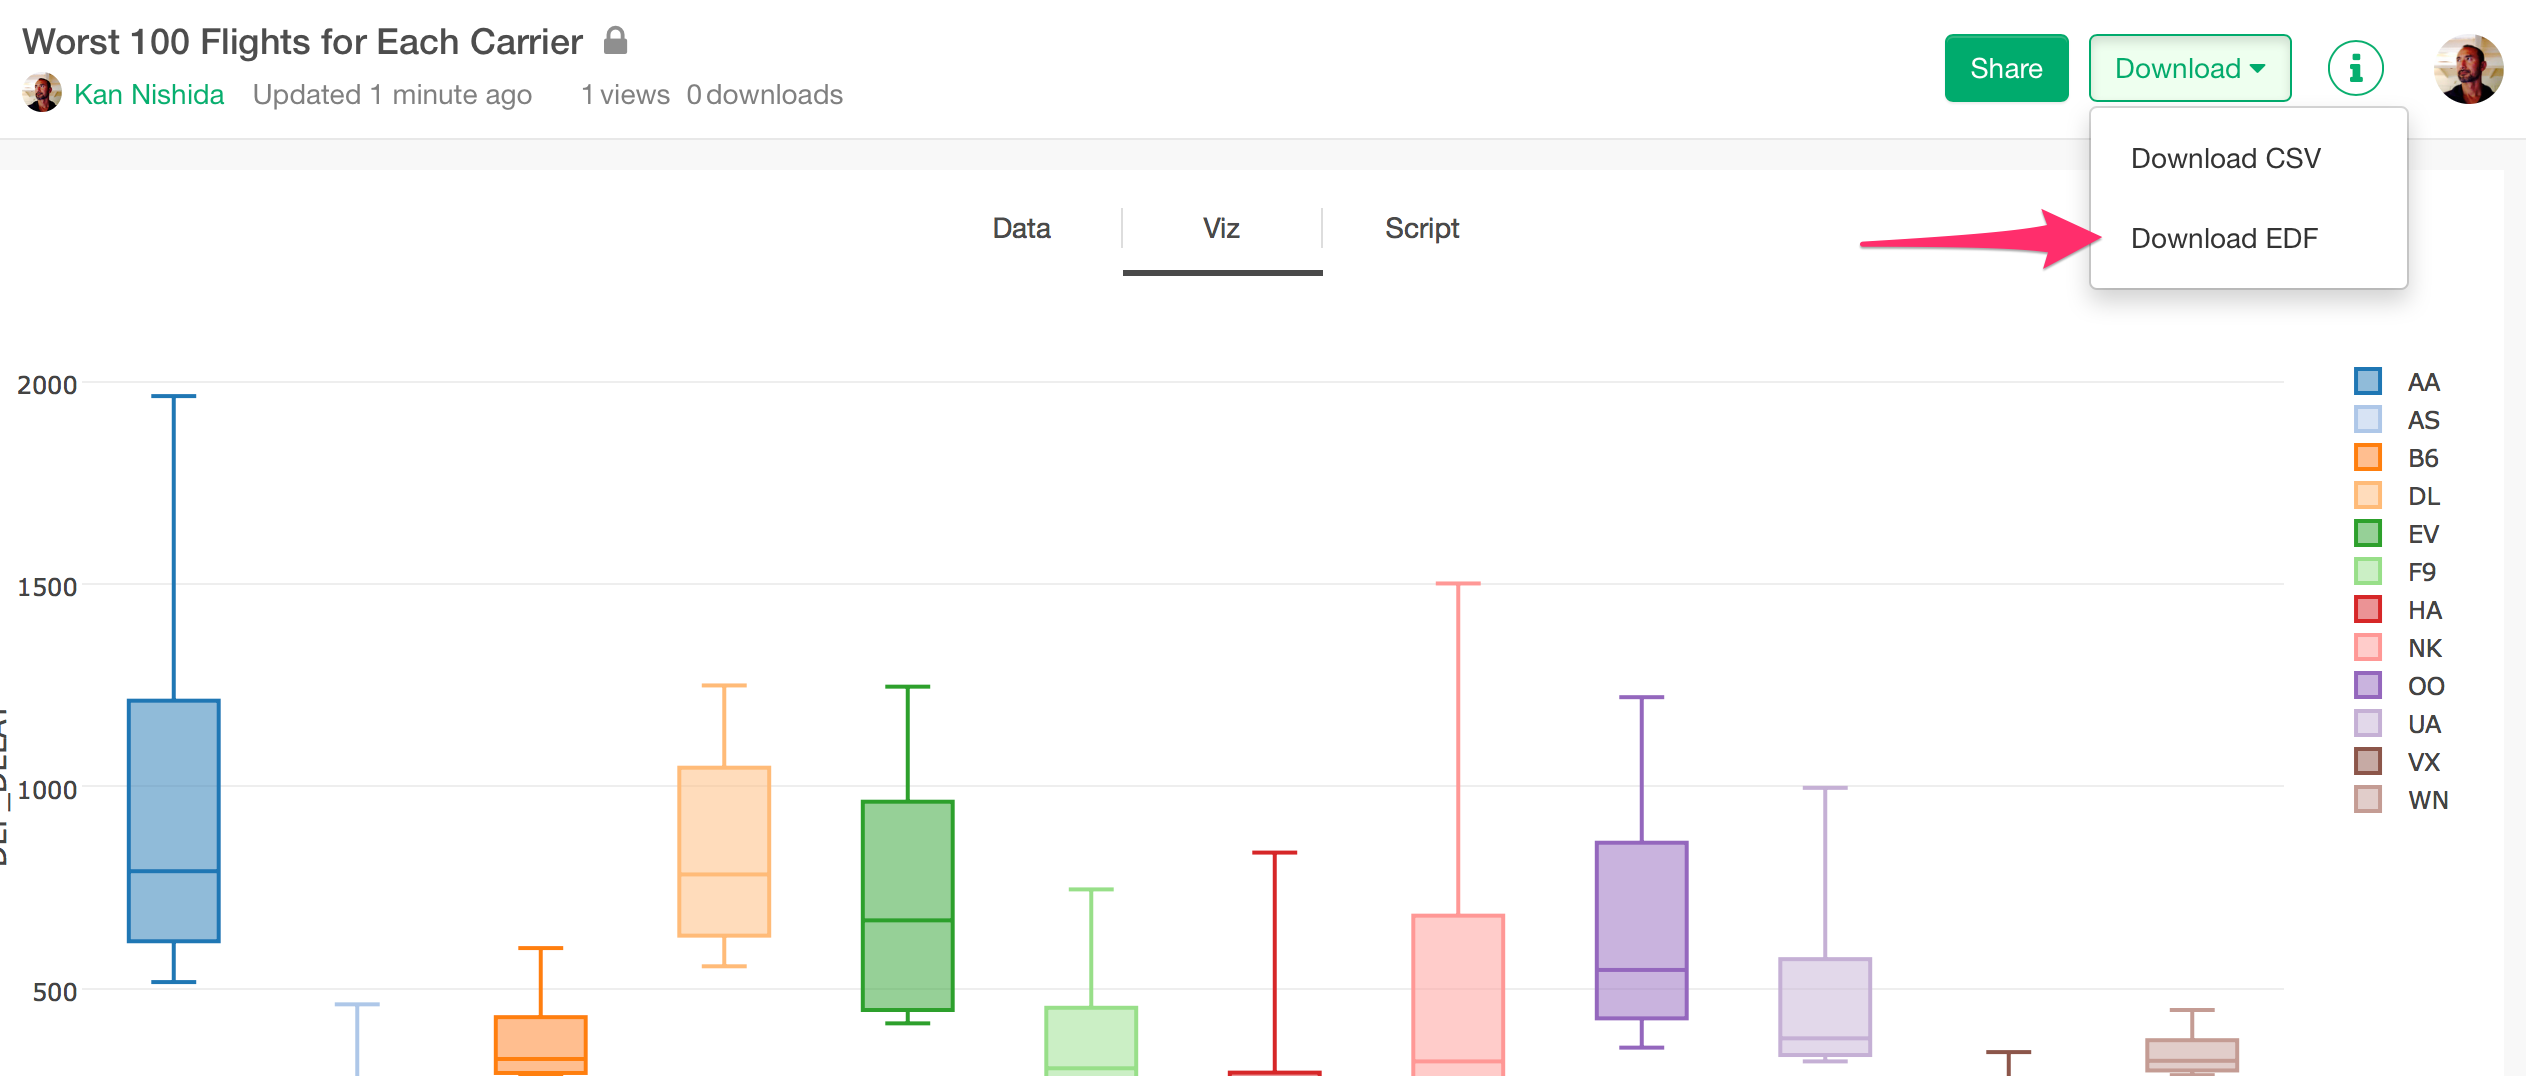 Worst 100 Flights for Each Carrier
Kan Nishida Updated 1 minute ago 1 views 0 downloads
Share
Download
Download CSV
Download EDF
Data
Viz
Script
2000
1500
1000
500
AA
AS
B6
DL
EV
F9
HA
NK
OO
UA
VX
WN